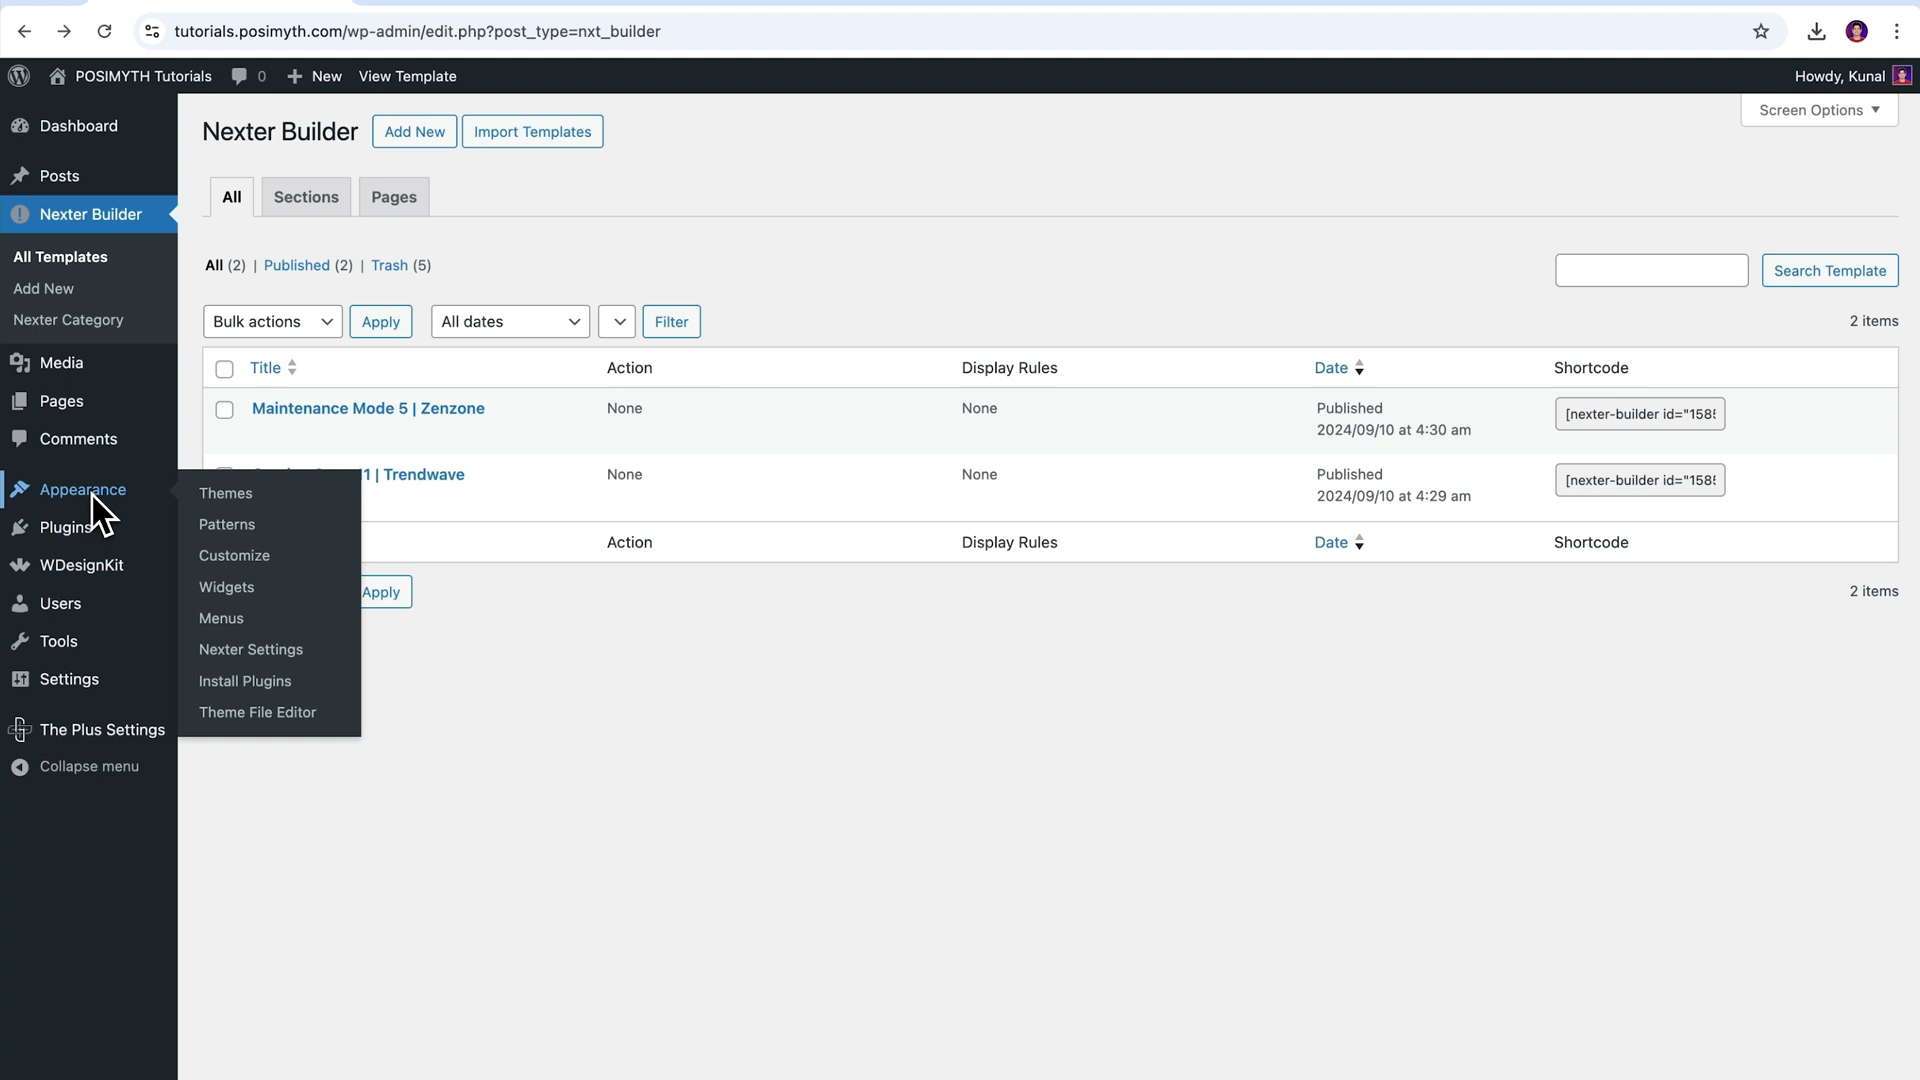 tutorials.posimyth.com/wp-admin/edit.php?post_type=nxt_builder
POSIMYTH Tutorials 0 New View Template Howdy, Kunal
Screen Options
Dashboard
Posts
Nexter Builder
All Templates
Add New
Nexter Category
Media
Pages
Comments
Appearance
Plugins
WDesignKit
Users
Tools
Settings
The Plus Settings
Collapse menu
Themes
Patterns
Customize
Widgets
Menus
Nexter Settings
Install Plugins
Theme File Editor
Nexter Builder Add New Import Templates
All Sections Pages
All (2) | Published (2) | Trash (5)
Search Template
Bulk actions Apply All dates Filter 2 items
Title Action Display Rules Date Shortcode
Maintenance Mode 5 | Zenzone None None Published [nexter-builder id="158
2024/09/10 at 4:30 am
11 | Trendwave None None Published [nexter-builder id="158
2024/09/10 at 4:29 am
Action Display Rules Date Shortcode
Apply 2 items